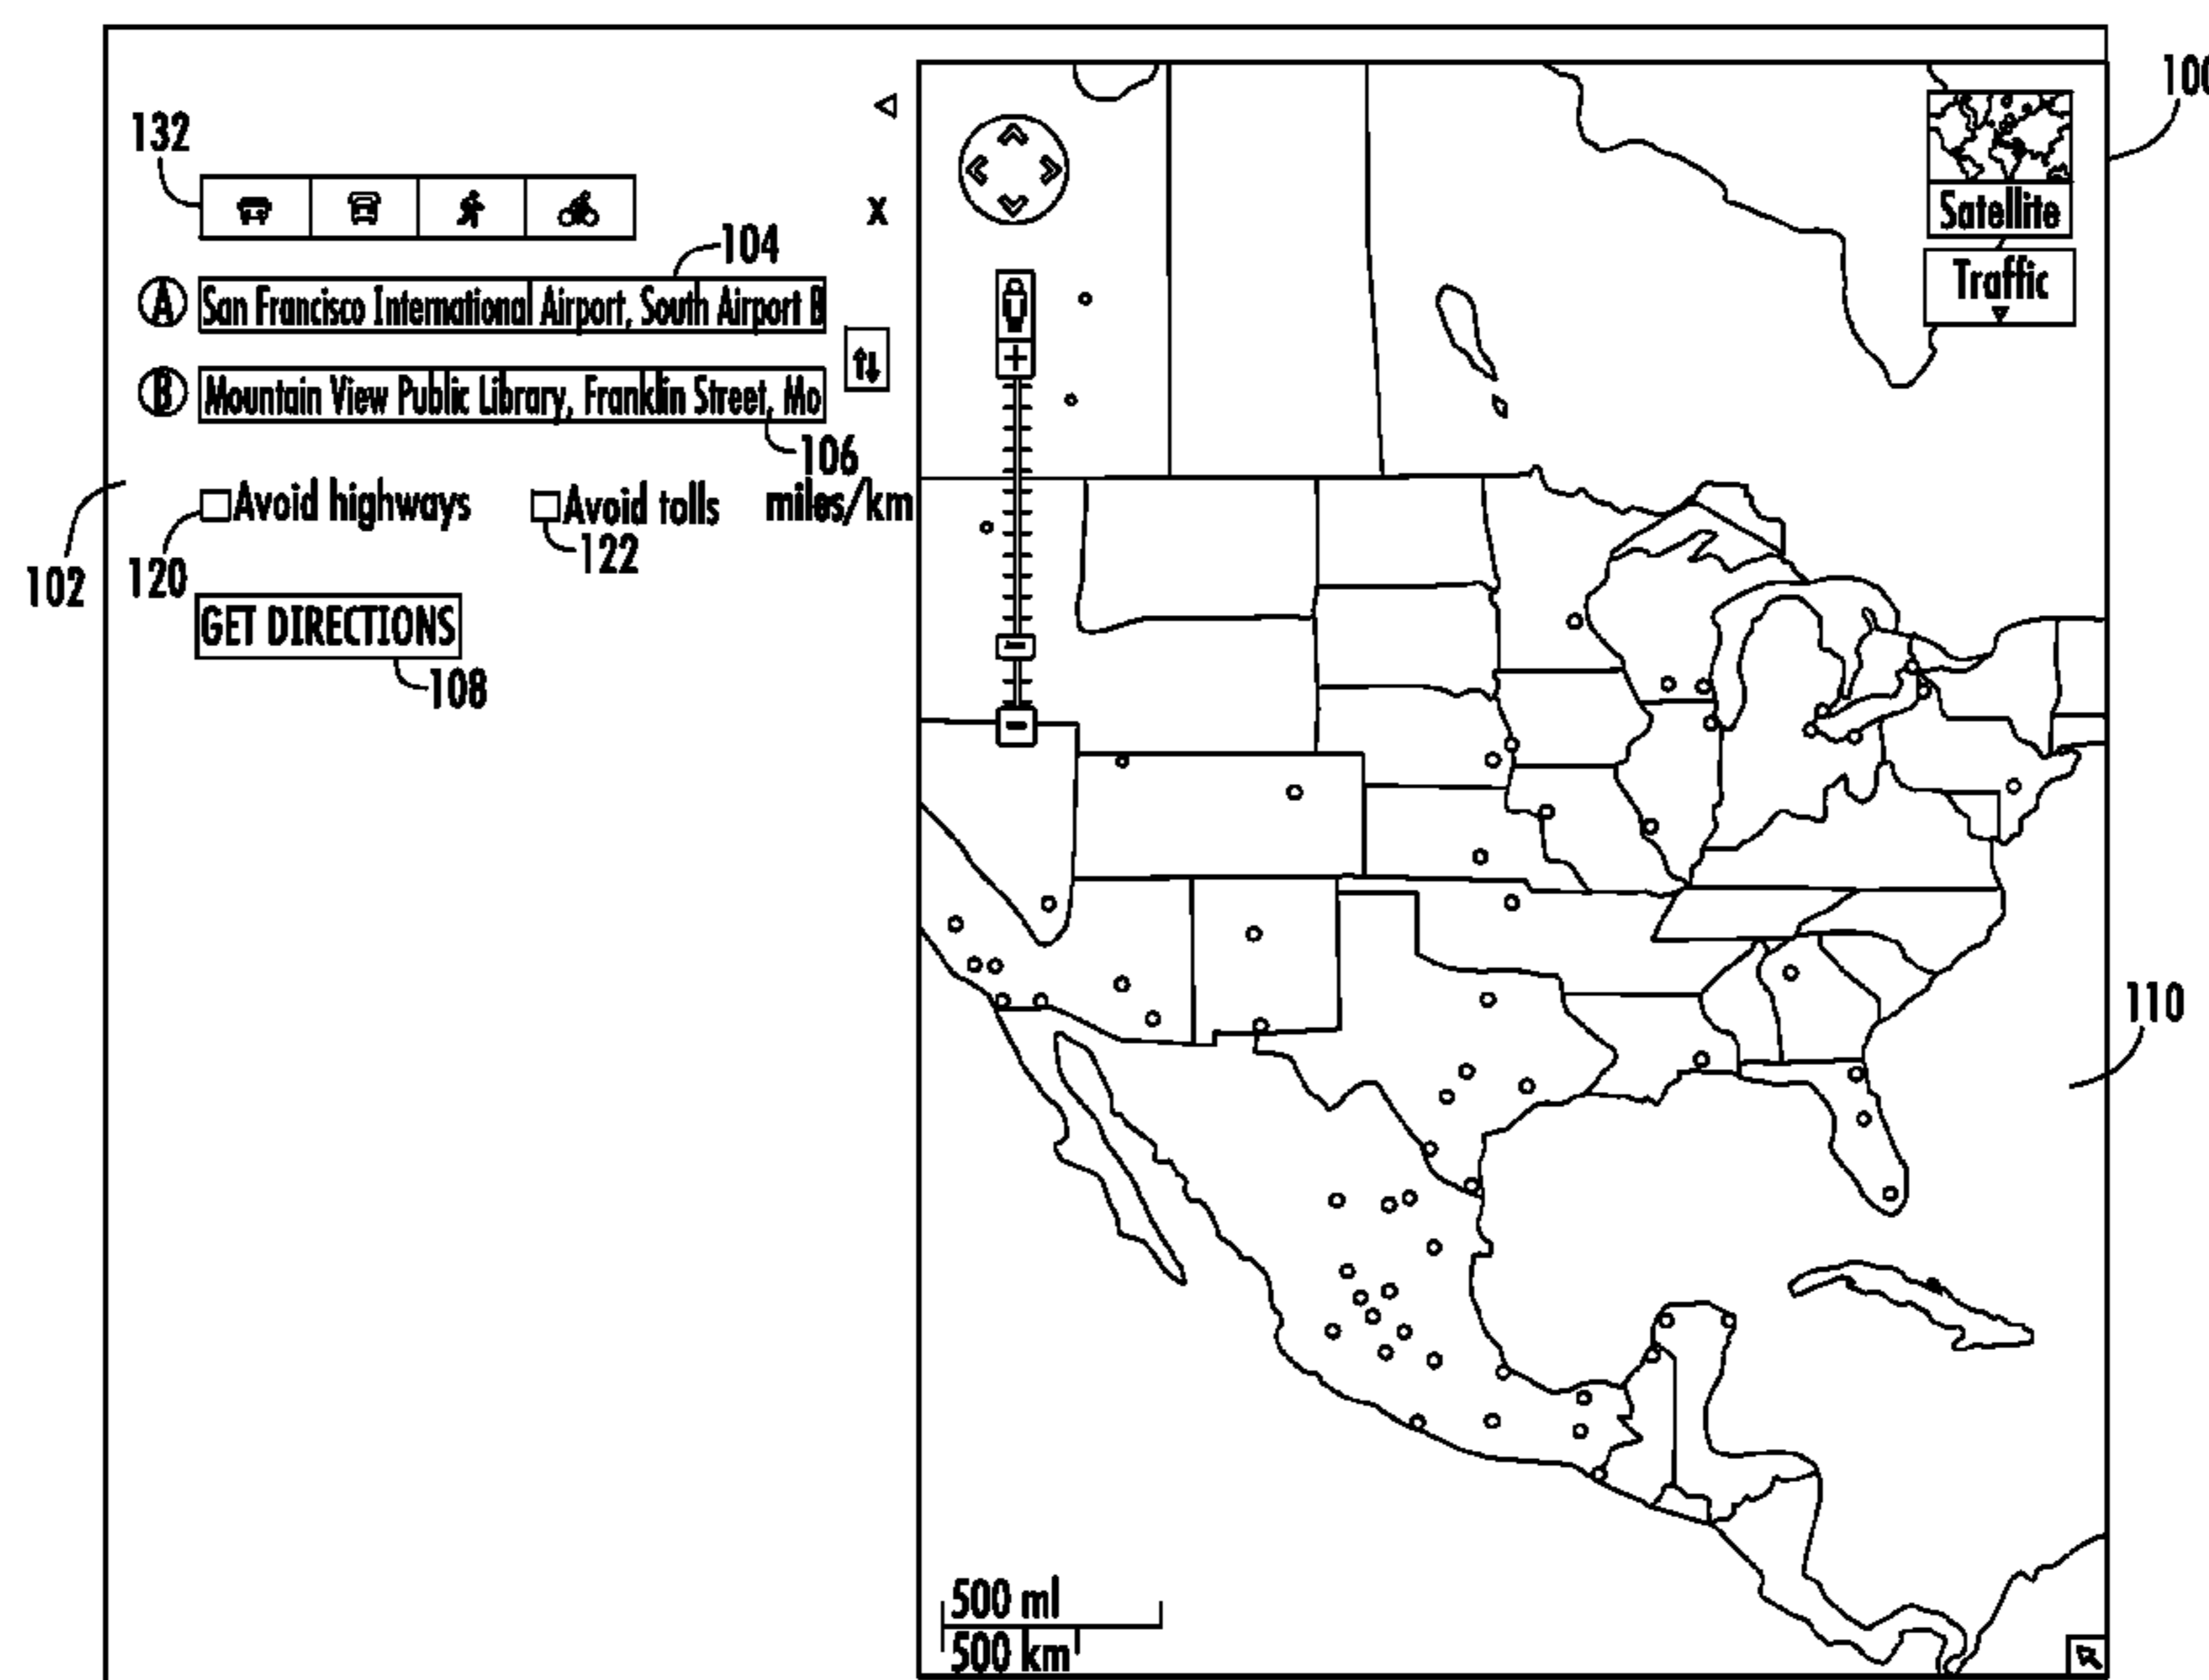 100
132
104
A San Francisco International Airport, South Airport B
B Mountain View Public Library, Franklin Street, Mo
106
Avoid highways Avoid tolls miles/km
102 120 122
GET DIRECTIONS
108
Satellite
Traffic
110
500 ml
500 km